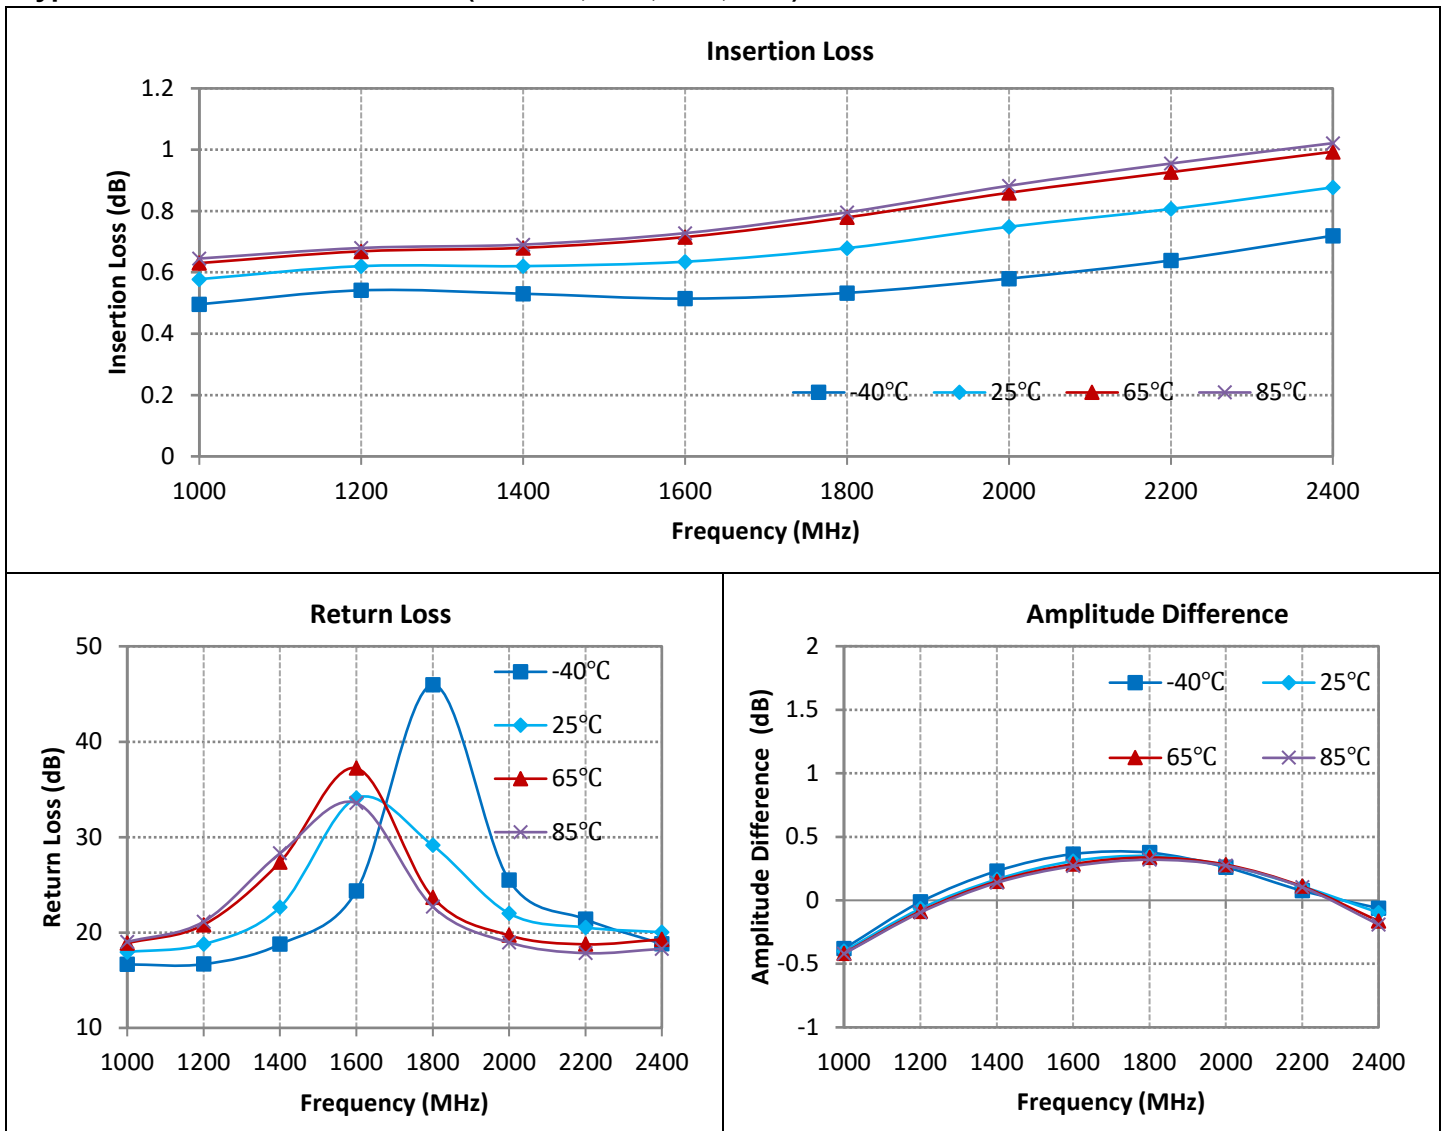 Insertion Loss
1.2
1
0.8
0.6
0.4
0.2
0
Insertion Loss (dB)
-40℃ 25℃ 65℃ 85℃
1000 1200 1400 1600 1800 2000 2200 2400
Frequency (MHz)
Return Loss
50
40
30
20
10
Return Loss (dB)
-40℃
25℃
65℃
85℃
1000 1200 1400 1600 1800 2000 2200 2400
Frequency (MHz)
Amplitude Difference
2
1.5
1
0.5
0
-0.5
-1
Amplitude Difference (dB)
-40℃ 25℃
65℃ 85℃
1000 1200 1400 1600 1800 2000 2200 2400
Frequency (MHz)